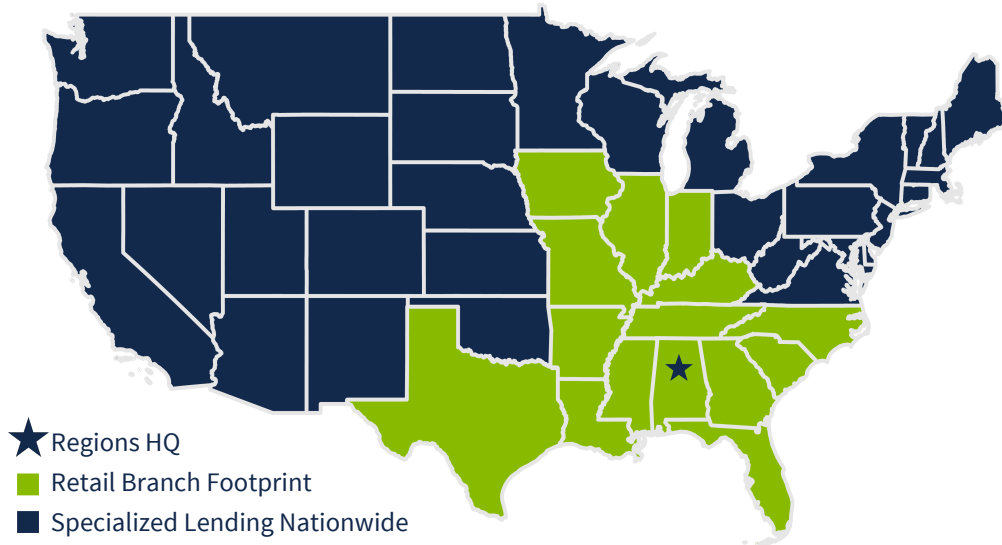 Regions HQ
Retail Branch Footprint
Specialized Lending Nationwide